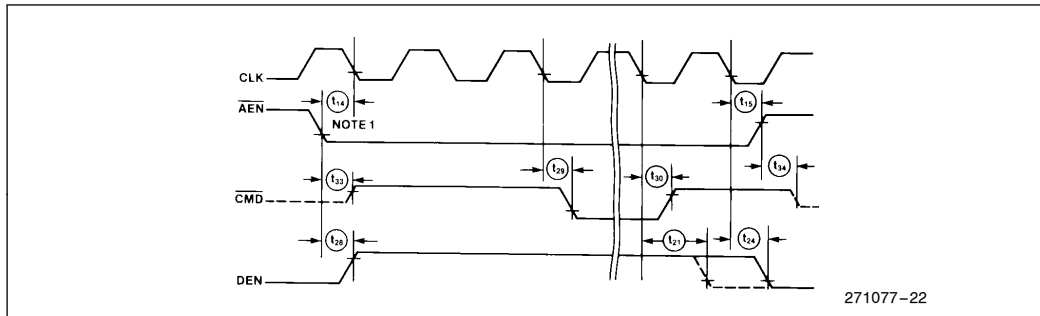 CLK
t14
t15
AEN
NOTE 1
t29
t30
t34
t33
CMD
t21
t24
t28
DEN
271077–22